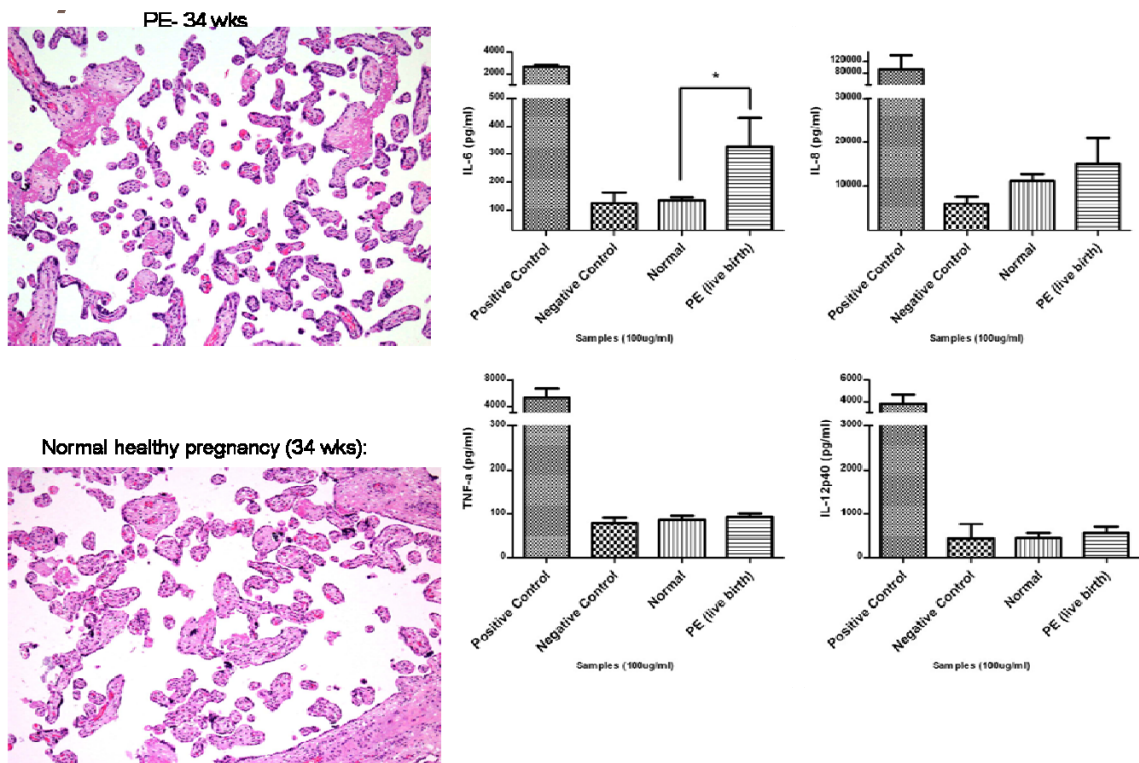 PE- 34 wks
Normal healthy pregnancy (34 wks):
IL-6 (pg/ml)
4000
2000
500
400
300
200
100
*
Positive Control
Negative Control
Normal
PE (live birth)
Samples (100ug/ml)
IL-8 (pg/ml)
120000
80000
30000
20000
10000
Positive Control
Negative Control
Normal
PE (live birth)
Samples (100ug/ml)
TNF-a (pg/ml)
8000
4000
300
200
100
0
Positive Control
Negative Control
Normal
PE (live birth)
Samples (100ug/ml)
IL-12p40 (pg/ml)
6000
4000
3000
2000
1000
0
Positive Control
Negative Control
Normal
PE (live birth)
Samples (100ug/ml)